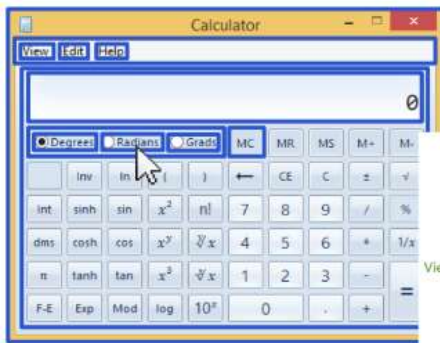 Calculator
View Edit Help
0
Degrees Radians Grads MC MR MS M+ M-
Inv ln ( ) ← CE C ± √
Int sinh sin x² n! 7 8 9 / %
dms cosh cos xʸ ʸ√x 4 5 6 * 1/x
π tanh tan x³ ³√x 1 2 3 - =
F-E Exp Mod log 10ˣ 0 . +
Vie